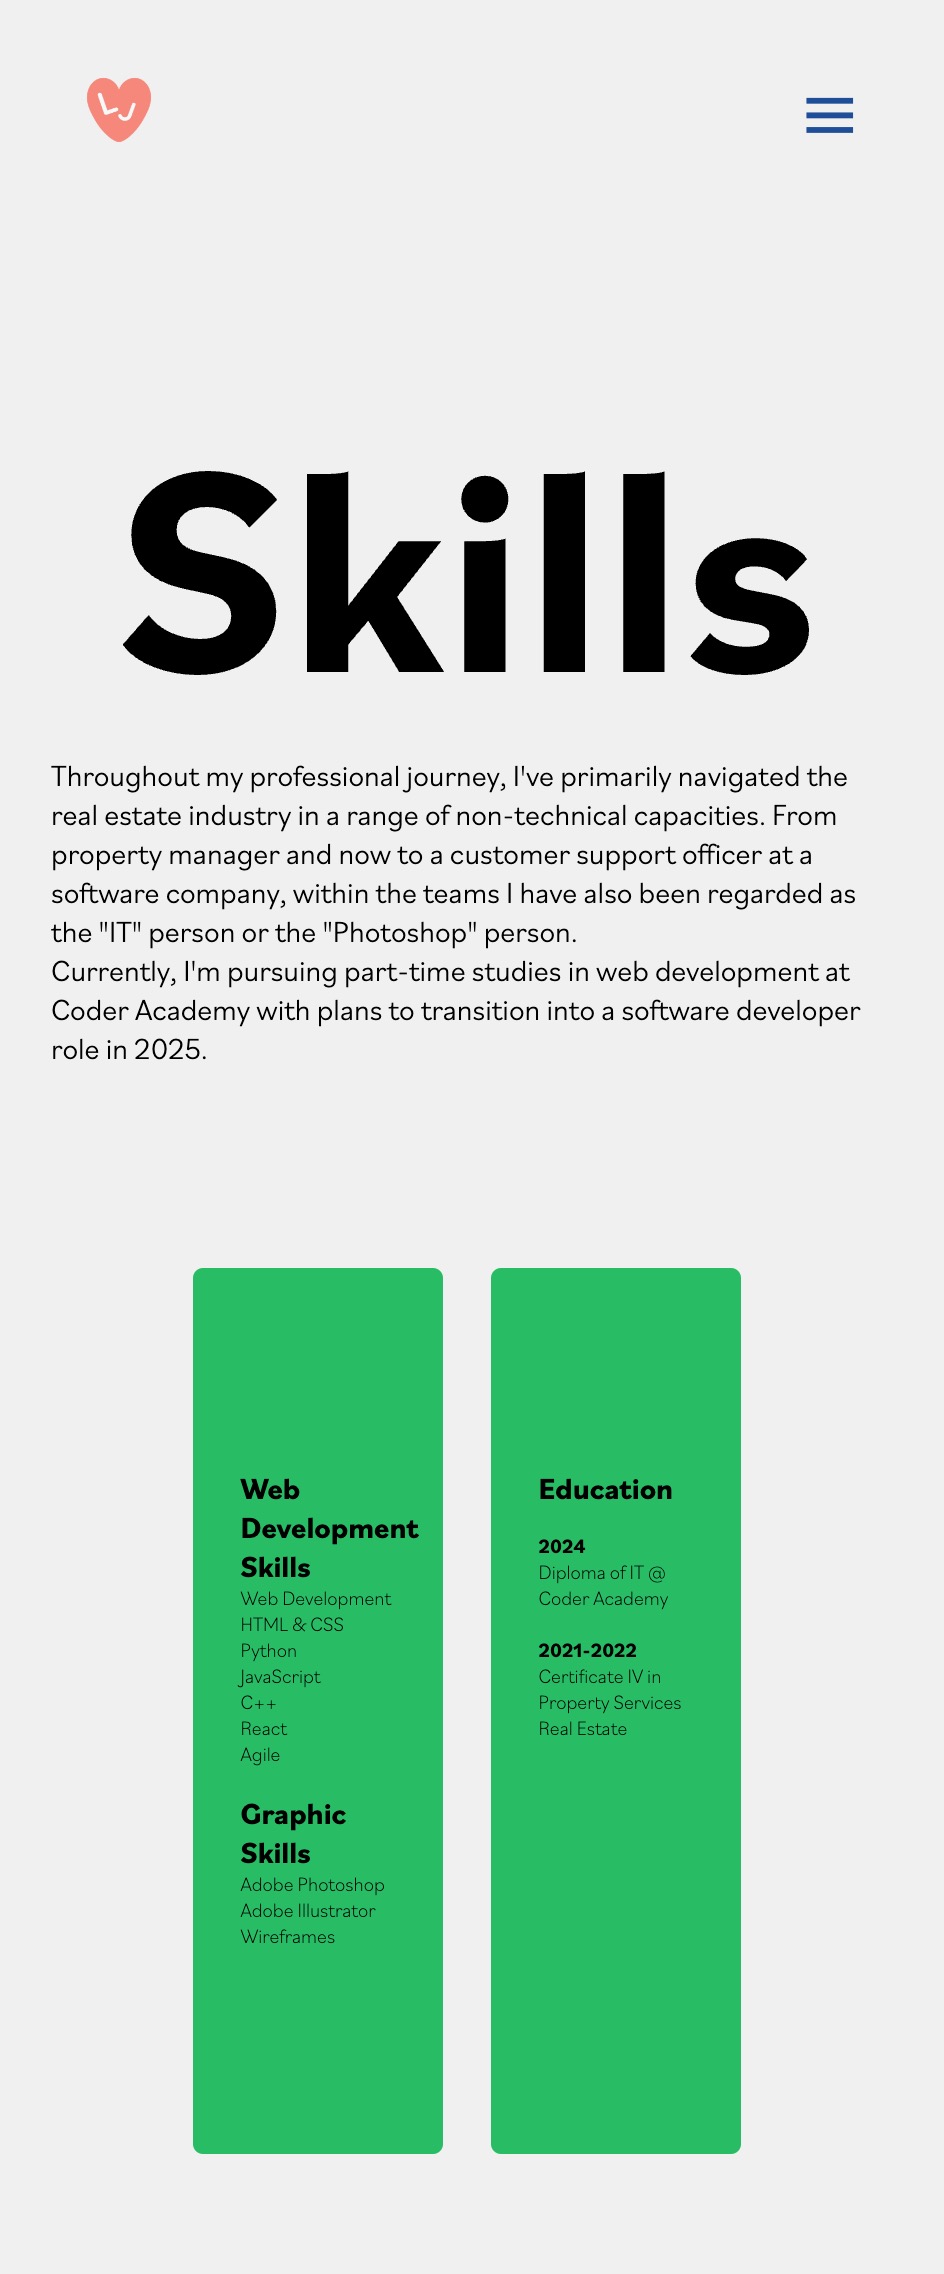 LJ
Skills
Throughout my professional journey, I've primarily navigated the
real estate industry in a range of non-technical capacities. From
property manager and now to a customer support officer at a
software company, within the teams I have also been regarded as
the "IT" person or the "Photoshop" person.
Currently, I'm pursuing part-time studies in web development at
Coder Academy with plans to transition into a software developer
role in 2025.
Web
Development
Skills
Web Development
HTML & CSS
Python
JavaScript
C++
React
Agile
Graphic
Skills
Adobe Photoshop
Adobe Illustrator
Wireframes
Education
2024
Diploma of IT @
Coder Academy
2021-2022
Certificate IV in
Property Services
Real Estate